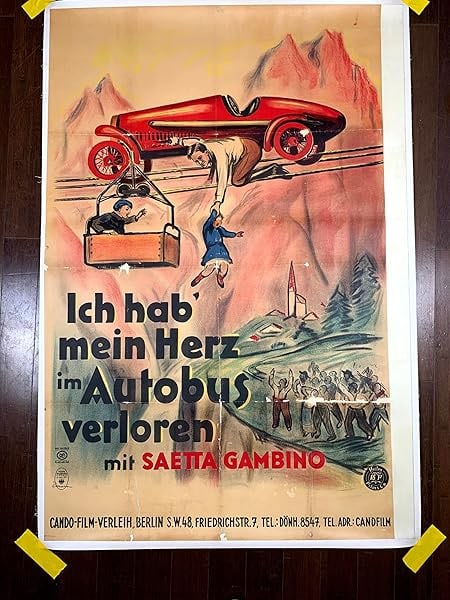 Ich hab'
mein Herz
im Autobus
verloren
mit SAETTA GAMBINO
CANDO-FILM-VERLEIH, BERLIN S.W. 48, FRIEDRICHSTR. 7, TEL.: DÖNH. 8547, TEL. ADR.: CANDFILM